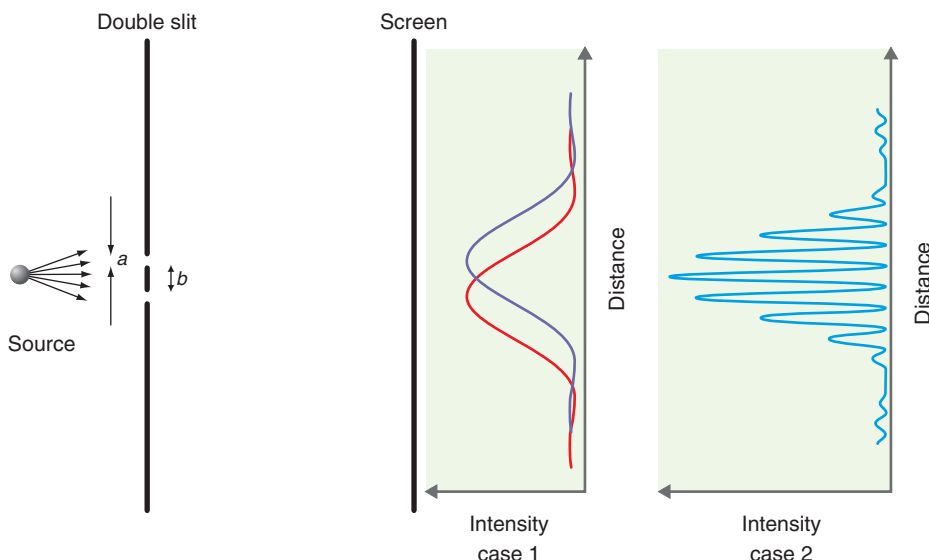 Double slit
Screen
a
b
Source
Distance
Distance
Intensity
case 1
Intensity
case 2